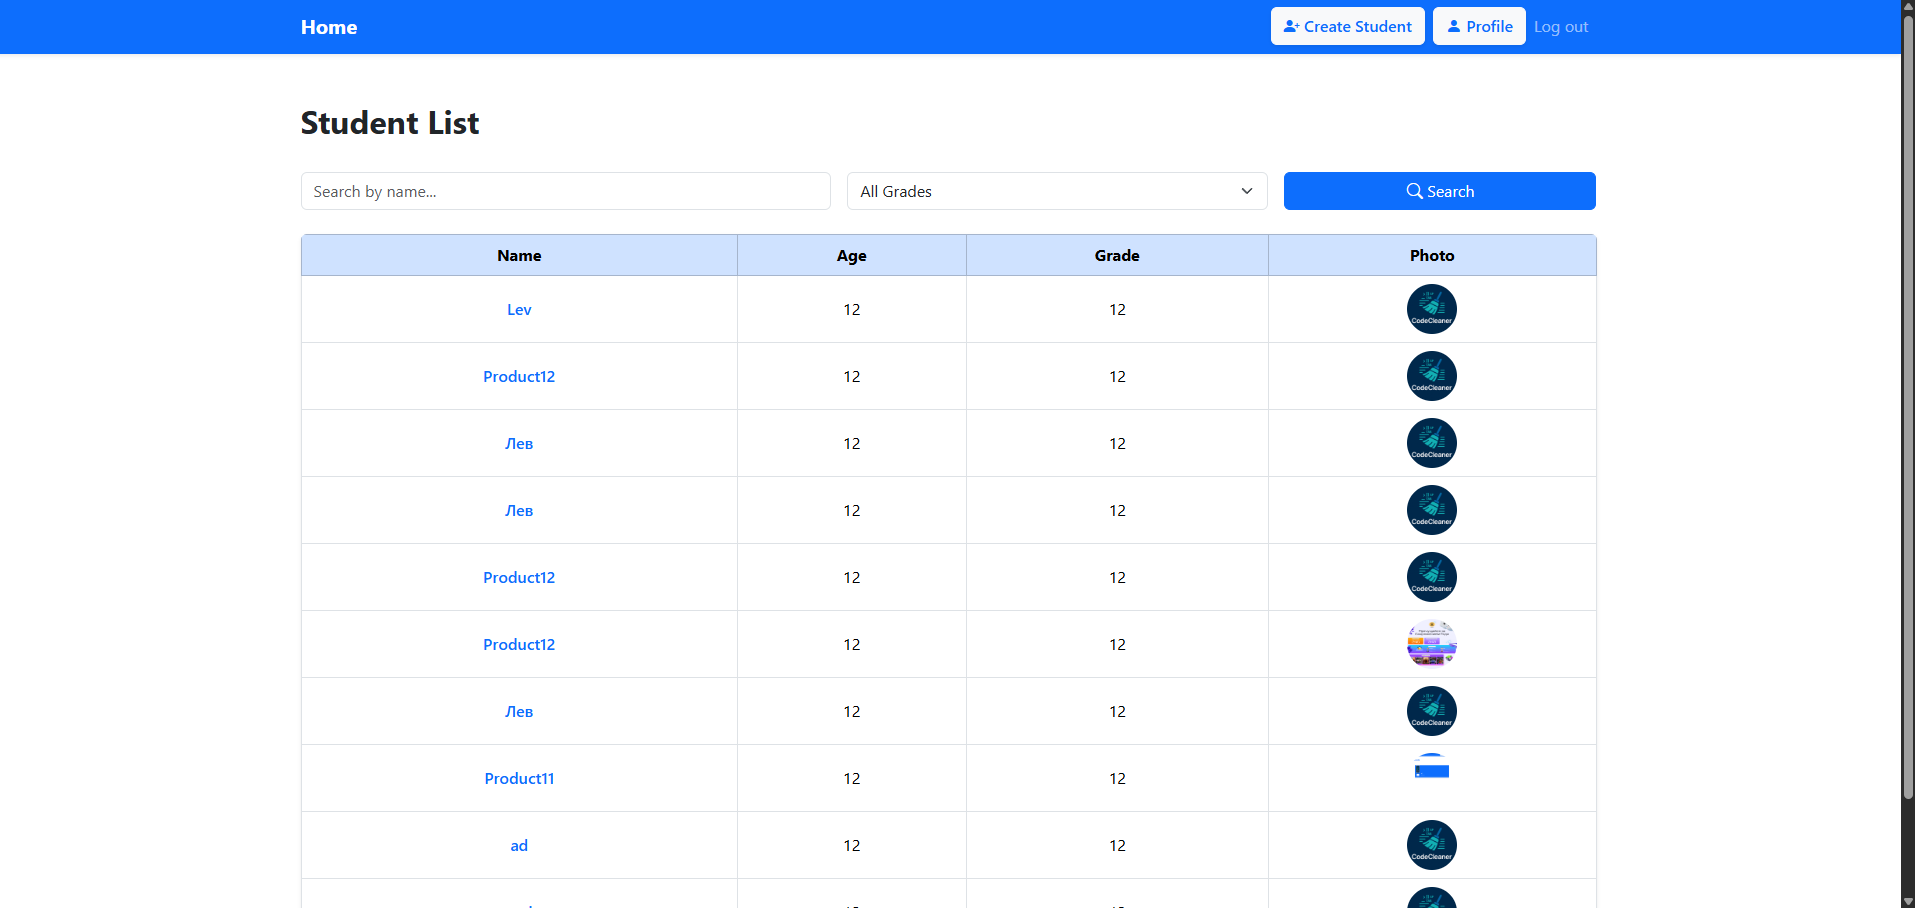 Home Create Student Profile Log out
Student List
Search by name... All Grades Search
Name Age Grade Photo
Lev 12 12 CodeCleaner
Product12 12 12 CodeCleaner
Лев 12 12 CodeCleaner
Лев 12 12 CodeCleaner
Product12 12 12 CodeCleaner
Product12 12 12
Лев 12 12 CodeCleaner
Product11 12 12
ad 12 12 CodeCleaner